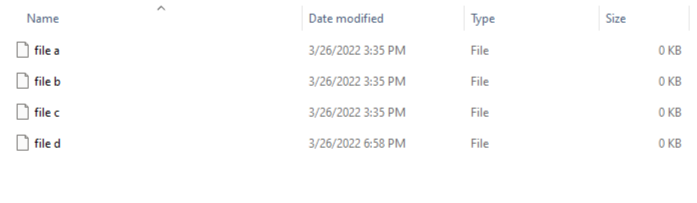 Name Date modified Type Size
file a 3/26/2022 3:35 PM File 0 KB
file b 3/26/2022 3:35 PM File 0 KB
file c 3/26/2022 3:35 PM File 0 KB
file d 3/26/2022 6:58 PM File 0 KB